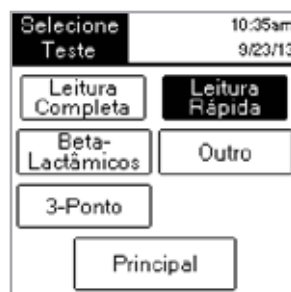 Selecione 10:35am
Teste 9/23/13
Leitura Leitura
Completa Rápida
Beta-
Lactâmicos Outro
3-Ponto
Principal